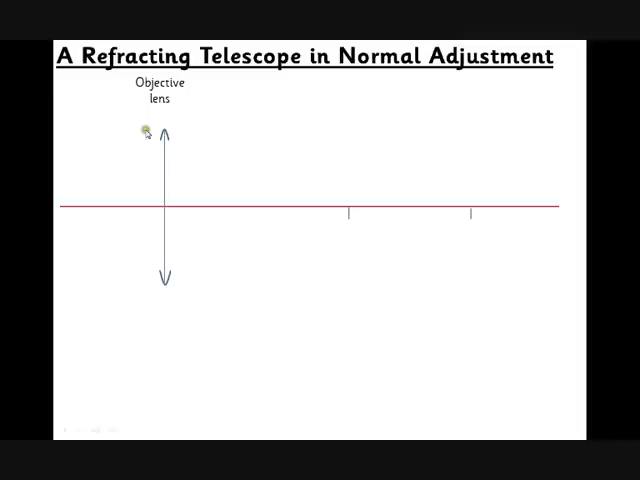 A Refracting Telescope in Normal Adjustment
Objective
lens